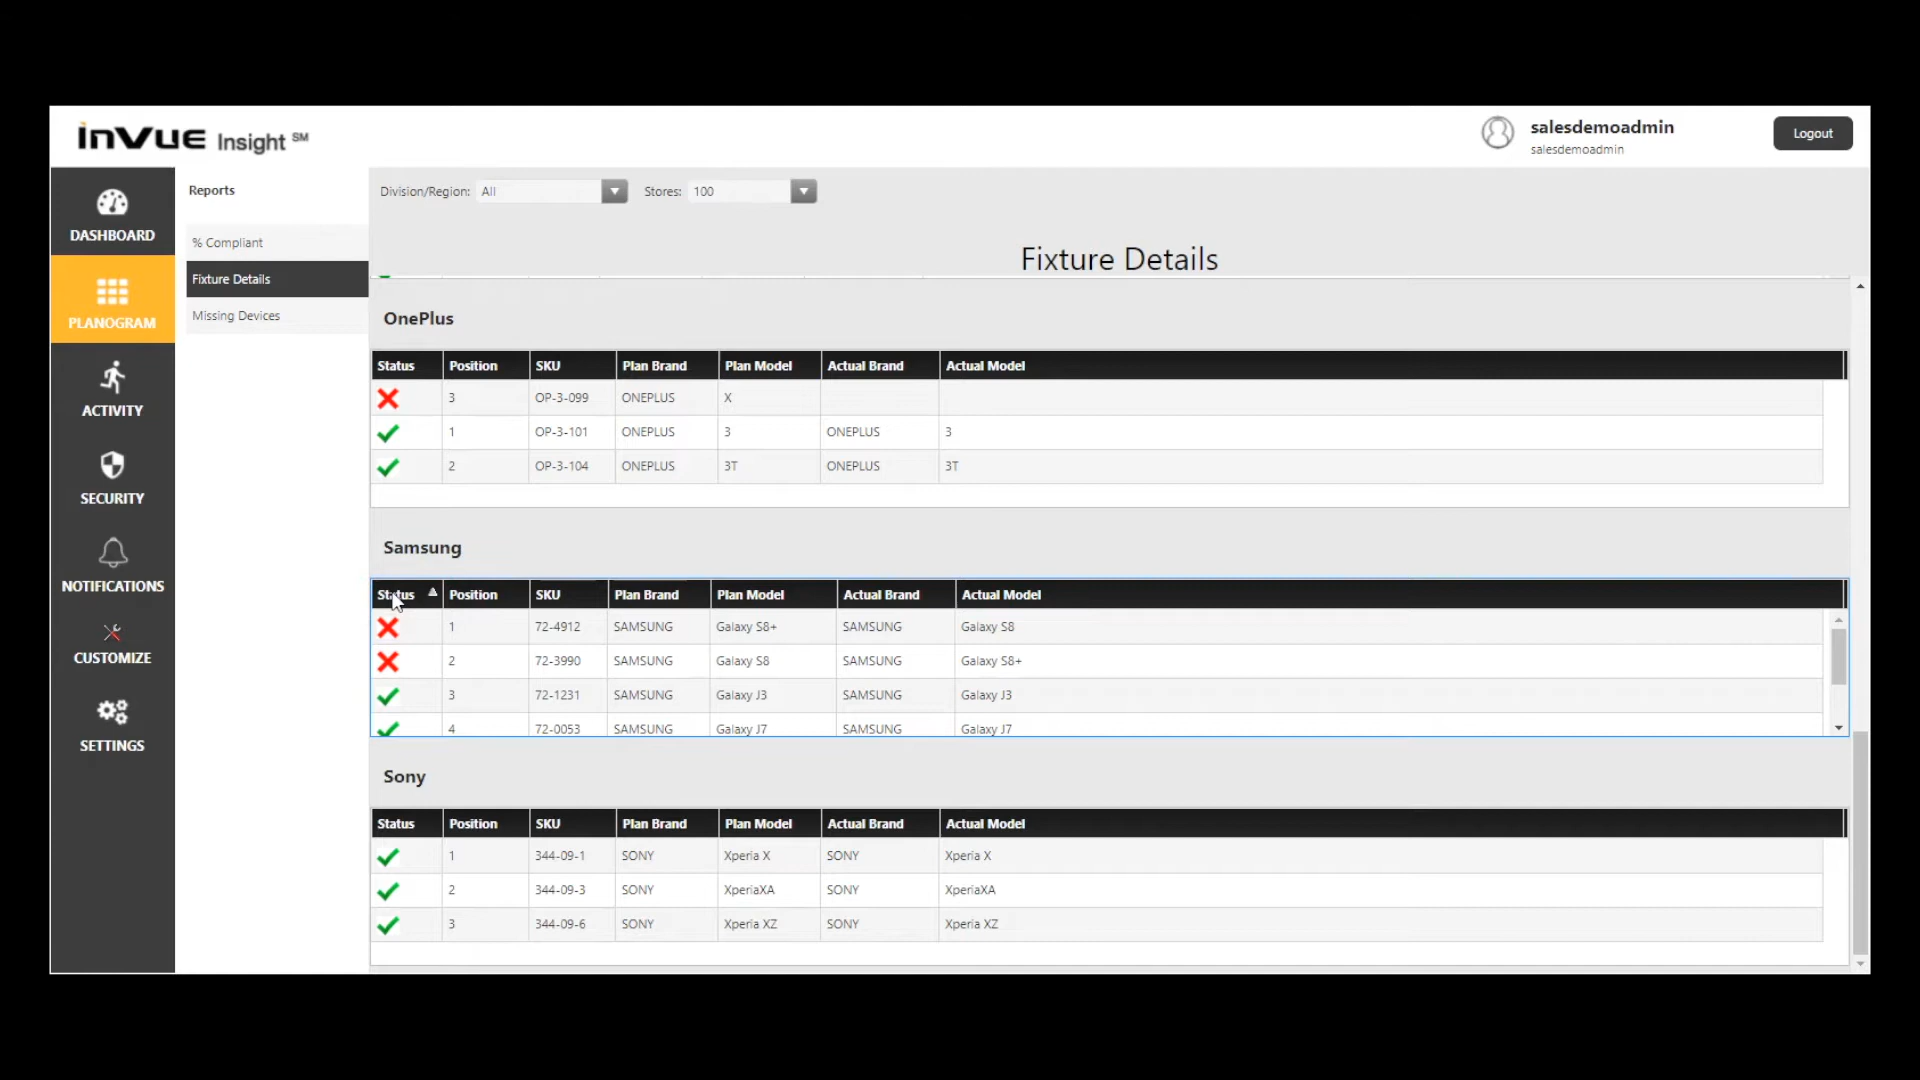 inVue Insight SM
salesdemoadmin
salesdemoadmin
Logout
DASHBOARD
PLANOGRAM
ACTIVITY
SECURITY
NOTIFICATIONS
CUSTOMIZE
SETTINGS
Reports
% Compliant
Fixture Details
Missing Devices
Division/Region: All Stores: 100
Fixture Details
OnePlus
Status Position SKU Plan Brand Plan Model Actual Brand Actual Model
3 OP-3-099 ONEPLUS X
1 OP-3-101 ONEPLUS 3 ONEPLUS 3
2 OP-3-104 ONEPLUS 3T ONEPLUS 3T
Samsung
Status Position SKU Plan Brand Plan Model Actual Brand Actual Model
1 72-4912 SAMSUNG Galaxy S8+ SAMSUNG Galaxy S8
2 72-3990 SAMSUNG Galaxy S8 SAMSUNG Galaxy S8+
3 72-1231 SAMSUNG Galaxy J3 SAMSUNG Galaxy J3
4 72-0053 SAMSUNG Galaxy J7 SAMSUNG Galaxy J7
Sony
Status Position SKU Plan Brand Plan Model Actual Brand Actual Model
1 344-09-1 SONY Xperia X SONY Xperia X
2 344-09-3 SONY XperiaXA SONY XperiaXA
3 344-09-6 SONY Xperia XZ SONY Xperia XZ